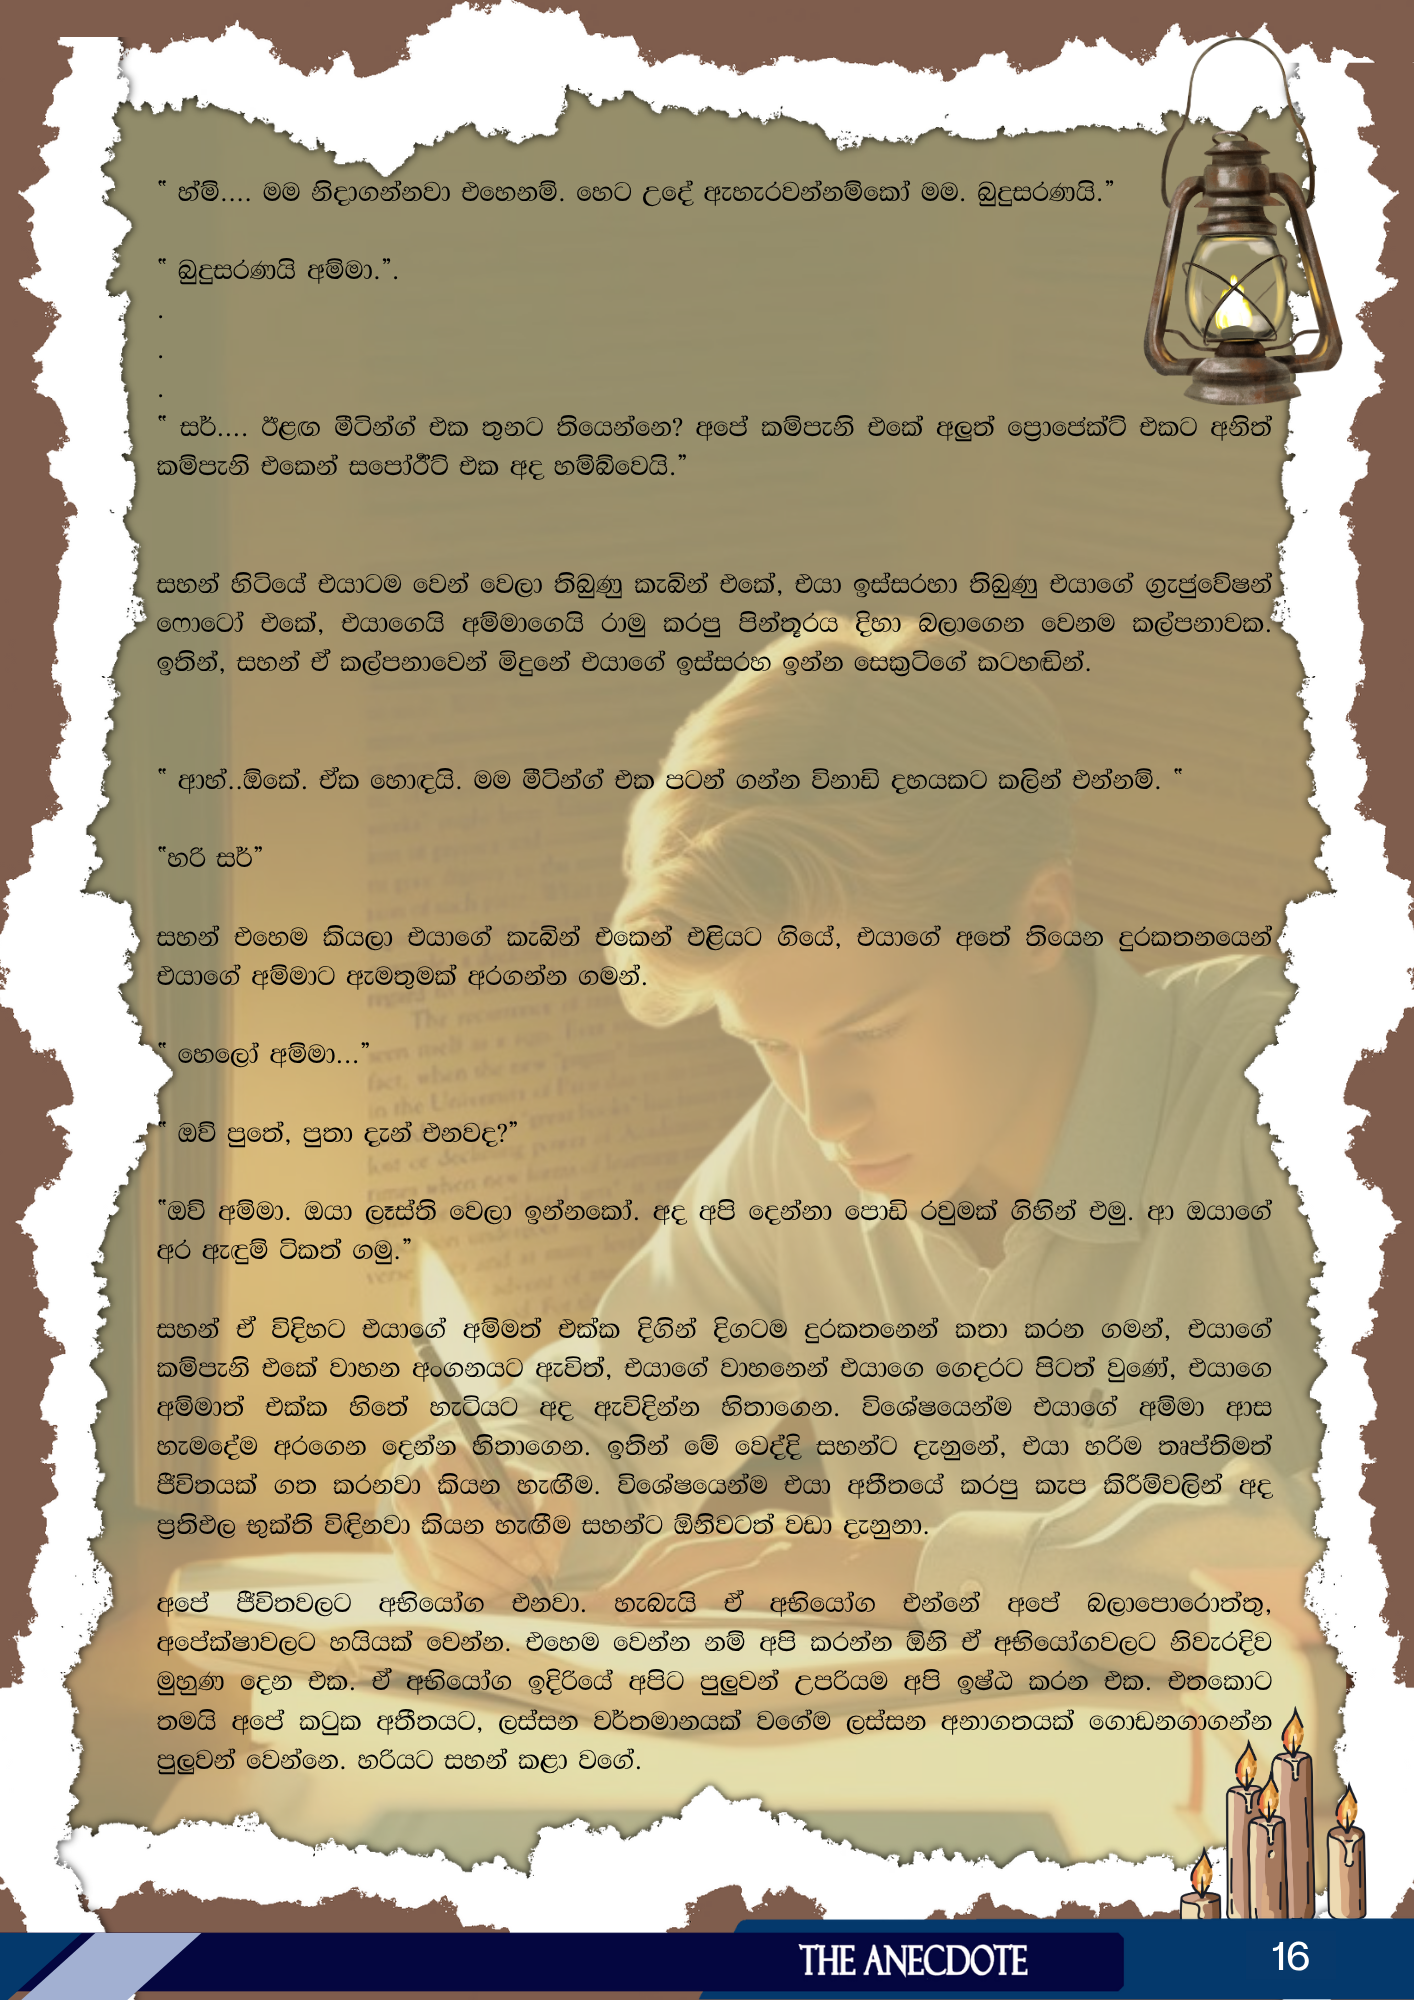 “ හ්ම්.... මම නිදාගන්නවා එහෙනම්. හෙට උදේ ඇහැරවන්නම්කෝ මම. බුදුසරණයි.”
“ බුදුසරණයි අම්මා.”.
.
.
.
“ සර්.... ඊළඟ මීටින්ග් එක තුනට තියෙන්නෙ? අපේ කම්පැනි එකේ අලුත් ප්‍රොජෙක්ට් එකට අනිත්
කම්පැනි එකෙන් සපෝර්ට් එක අද හම්බ්වෙයි.”
සහන් හිටියේ එයාටම වෙන් වෙලා තිබුණු කැබින් එකේ, එයා ඉස්සරහා තිබුණු එයාගේ ග්‍රැජුවේෂන්
ෆොටෝ එකේ, එයාගෙයි අම්මාගෙයි රාමු කරපු පින්තූරය දිහා බලාගෙන වෙනම කල්පනාවක.
ඉතින්, සහන් ඒ කල්පනාවෙන් මිදුනේ එයාගේ ඉස්සරහ ඉන්න සෙක්‍රටිගේ කටහඬින්.
“ ආහ්..ඕකේ. ඒක හොඳයි. මම මීටින්ග් එක පටන් ගන්න විනාඩි දහයකට කලින් එන්නම්. “
“හරි සර්”
සහන් එහෙම කියලා එයාගේ කැබින් එකෙන් එළියට ගියේ, එයාගේ අතේ තියෙන දුරකතනයෙන්
එයාගේ අම්මාට ඇමතුමක් අරගන්න ගමන්.
“ හෙලෝ අම්මා...”
“ ඔව් පුතේ, පුතා දැන් එනවද?”
“ඔව් අම්මා. ඔයා ලෑස්ති වෙලා ඉන්නකෝ. අද අපි දෙන්නා පොඩි රවුමක් ගිහින් එමු. ආ ඔයාගේ
අර ඇඳුම් ටිකත් ගමු.”
සහන් ඒ විදිහට එයාගේ අම්මත් එක්ක දිගින් දිගටම දුරකතනෙන් කතා කරන ගමන්, එයාගේ
කම්පැනි එකේ වාහන අංගනයට ඇවිත්, එයාගේ වාහනෙන් එයාගෙ ගෙදරට පිටත් වුණේ, එයාගෙ
අම්මාත් එක්ක හිතේ හැටියට අද ඇවිදින්න හිතාගෙන. විශේෂයෙන්ම එයාගේ අම්මා ආස
හැමදේම අරගෙන දෙන්න හිතාගෙන. ඉතින් මේ වෙද්දි සහන්ට දැනුනේ, එයා හරිම තෘප්තිමත්
ජීවිතයක් ගත කරනවා කියන හැඟීම. විශේෂයෙන්ම එයා අතීතයේ කරපු කැප කිරීම්වලින් අද
ප්‍රතිඵල භුක්ති විඳිනවා කියන හැඟීම සහන්ට ඕනිවටත් වඩා දැනුනා.
අපේ ජීවිතවලට අභියෝග එනවා. හැබැයි ඒ අභියෝග එන්නේ අපේ බලාපොරොත්තු,
අපේක්ෂාවලට හයියක් වෙන්න. එහෙම වෙන්න නම් අපි කරන්න ඕනි ඒ අභියෝගවලට නිවැරදිව
මුහුණ දෙන එක. ඒ අභියෝග ඉදිරියේ අපිට පුලුවන් උපරියම අපි ඉෂ්ඨ කරන එක. එතකොට
තමයි අපේ කටුක අතීතයට, ලස්සන වර්තමානයක් වගේම ලස්සන අනාගතයක් ගොඩනගාගන්න
පුලුවන් වෙන්නෙ. හරියට සහන් කළා වගේ.
THE ANECDOTE
16